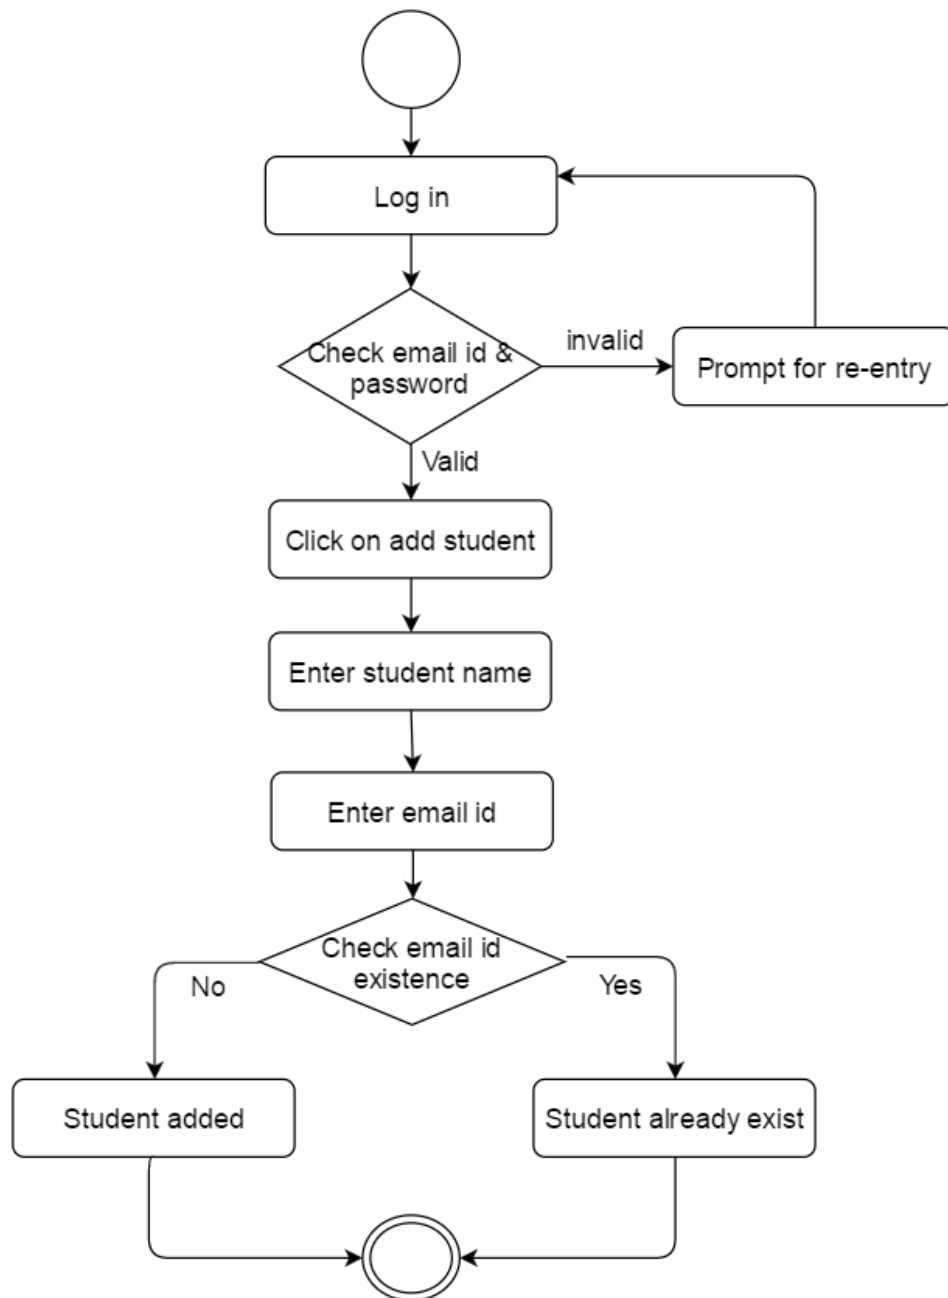 Log in
Check email id &
password
invalid
Prompt for re-entry
Valid
Click on add student
Enter student name
Enter email id
Check email id
existence
No
Yes
Student added
Student already exist